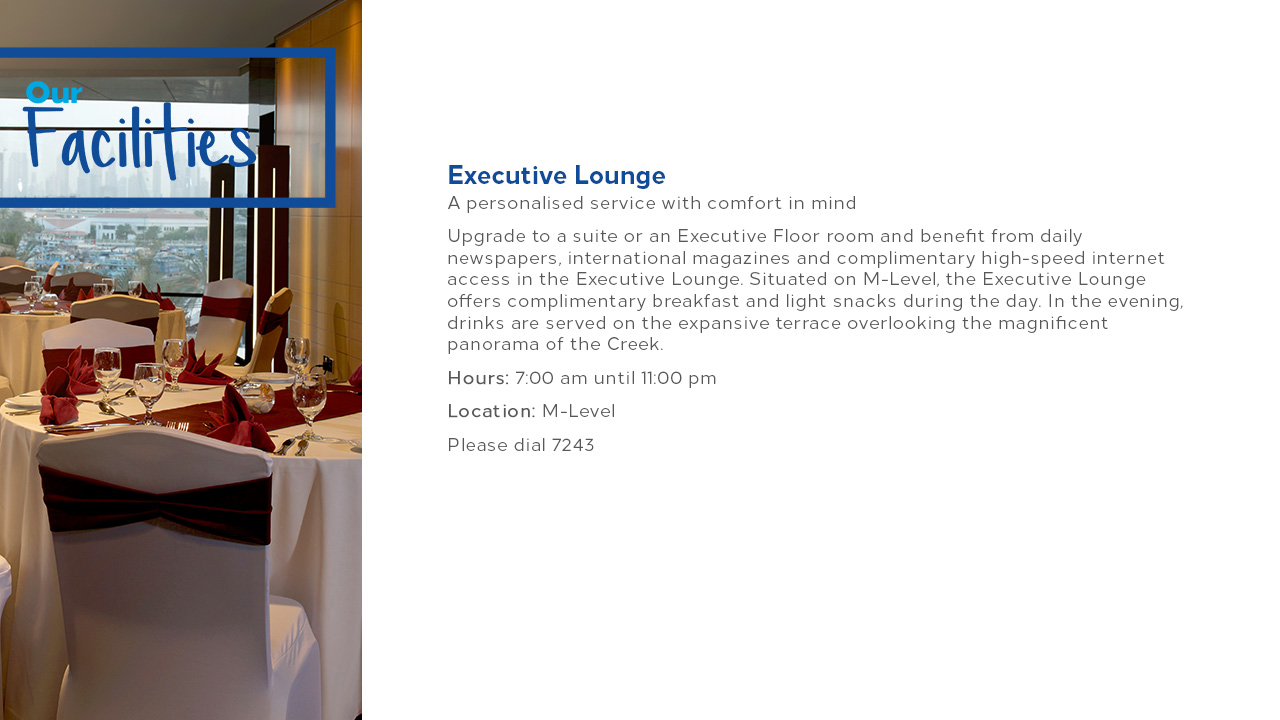 Our
Facilities
Executive Lounge
A personalised service with comfort in mind
Upgrade to a suite or an Executive Floor room and benefit from daily
newspapers, international magazines and complimentary high-speed internet
access in the Executive Lounge. Situated on M-Level, the Executive Lounge
offers complimentary breakfast and light snacks during the day. In the evening,
drinks are served on the expansive terrace overlooking the magnificent
panorama of the Creek.
Hours: 7:00 am until 11:00 pm
Location: M-Level
Please dial 7243